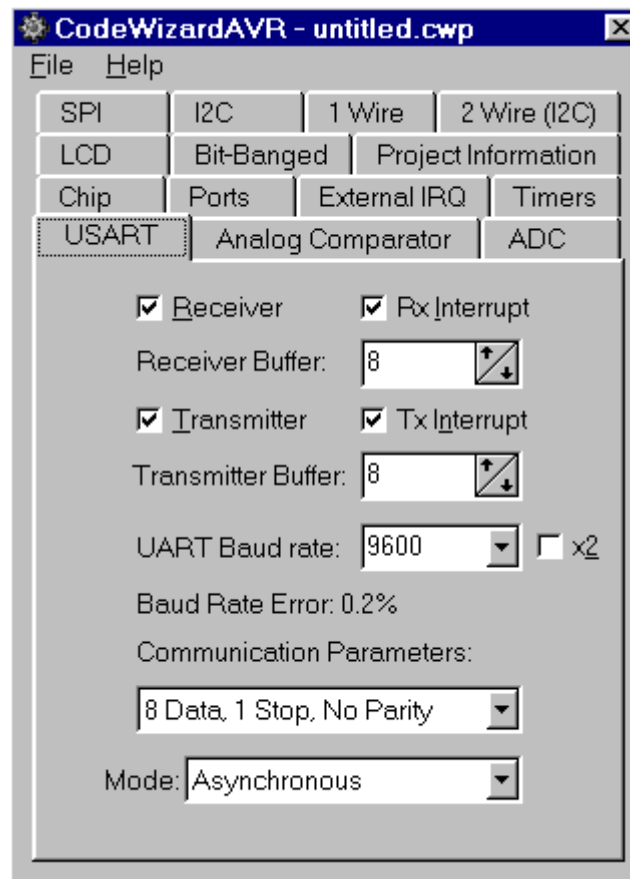 CodeWizardAVR - untitled.cwp
File Help
SPI I2C 1 Wire 2 Wire (I2C)
LCD Bit-Banged Project Information
Chip Ports External IRQ Timers
USART Analog Comparator ADC
Receiver Rx Interrupt
Receiver Buffer: 8
Transmitter Tx Interrupt
Transmitter Buffer: 8
UART Baud rate: 9600 x2
Baud Rate Error: 0.2%
Communication Parameters:
8 Data, 1 Stop, No Parity
Mode: Asynchronous